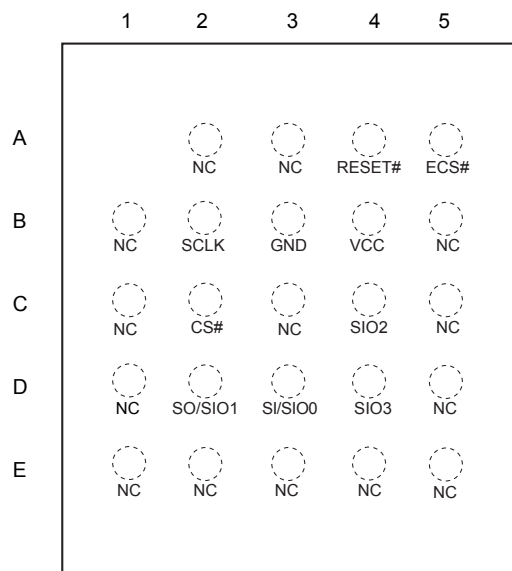 1 2 3 4 5
A
NC NC RESET# ECS#
B
NC SCLK GND VCC NC
C
NC CS# NC SIO2 NC
D
NC SO/SIO1 SI/SIO0 SIO3 NC
E
NC NC NC NC NC